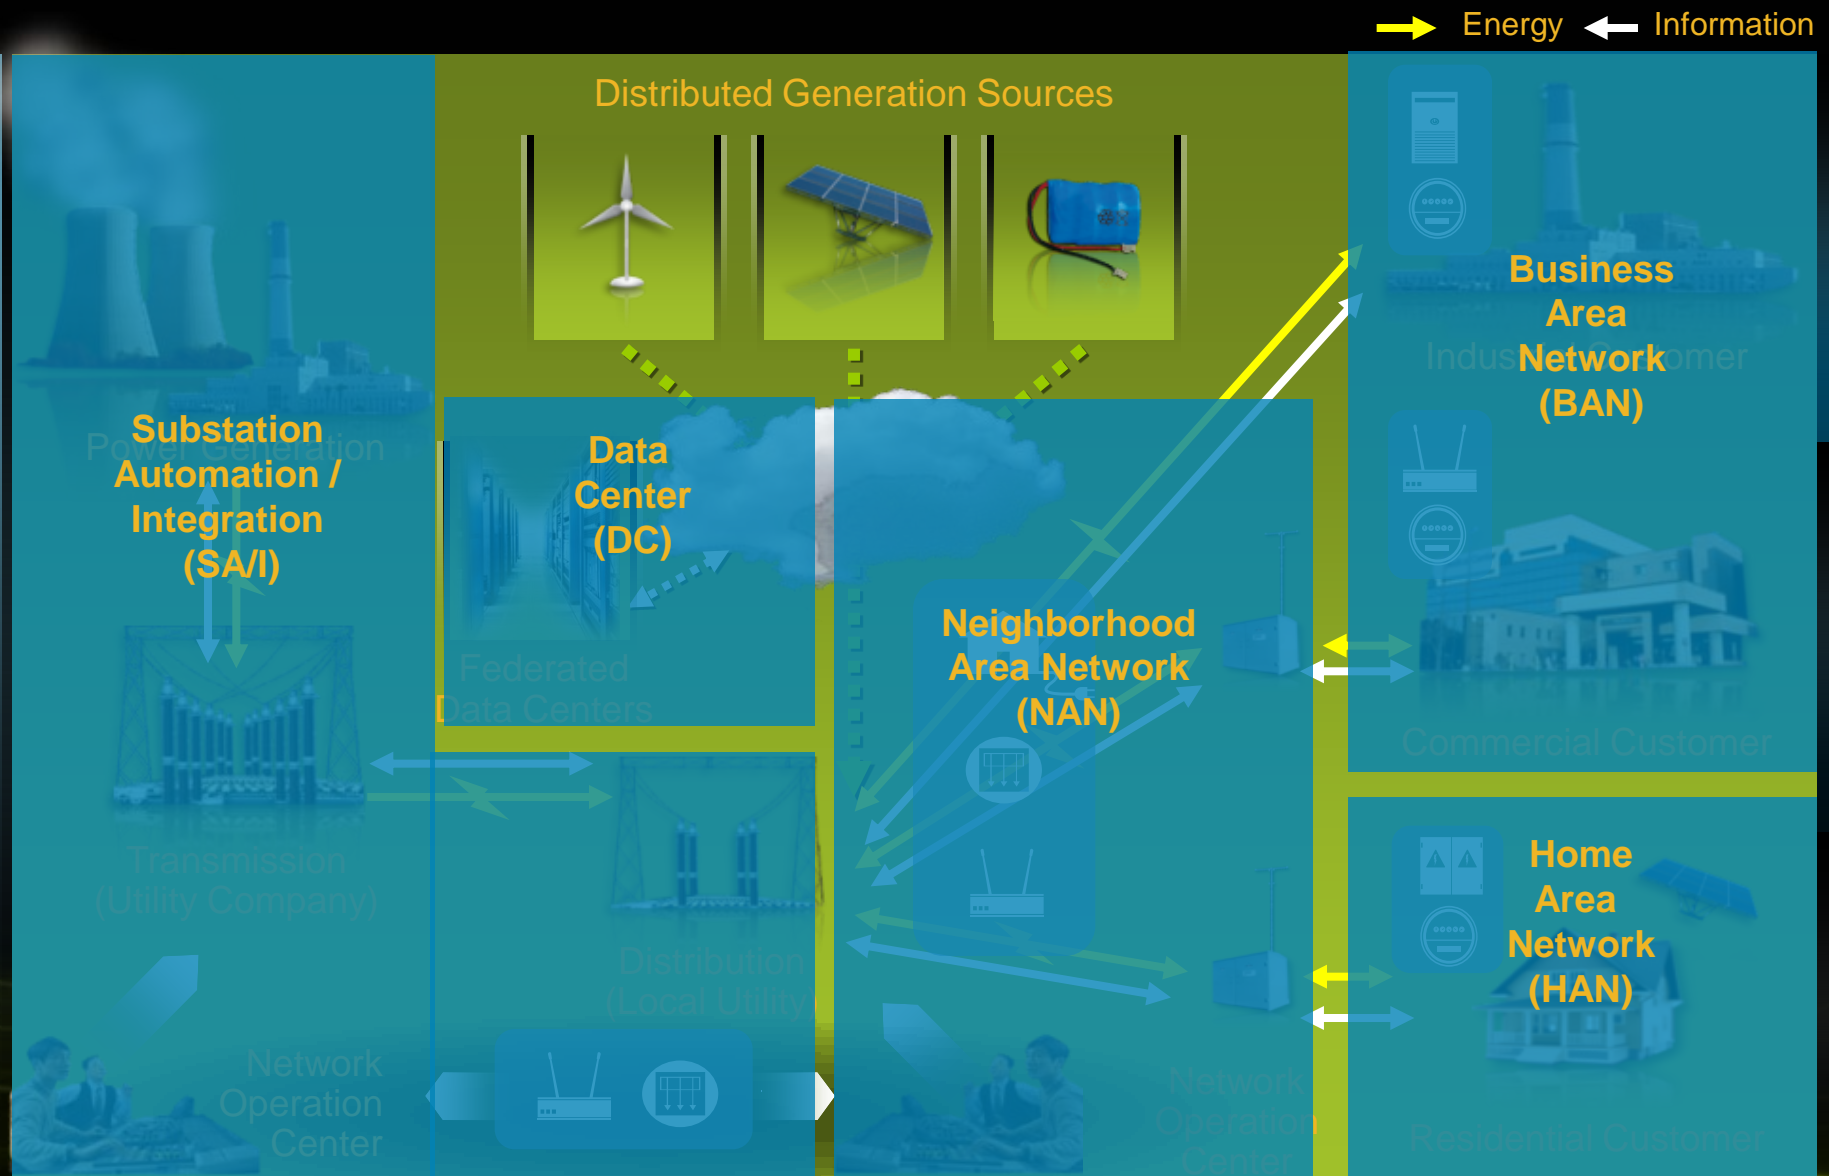 Energy
Information
Distributed Generation Sources
Substation
Automation /
Integration
(SA/I)
Power Generation
Data
Center
(DC)
Federated
Data Centers
Neighborhood
Area Network
(NAN)
Business
Area
Network
(BAN)
Industrial Customer
Commercial Customer
Transmission
(Utility Company)
Distribution
(Local Utility)
Home
Area
Network
(HAN)
Residential Customer
Network
Operation
Center
Network
Operation
Center